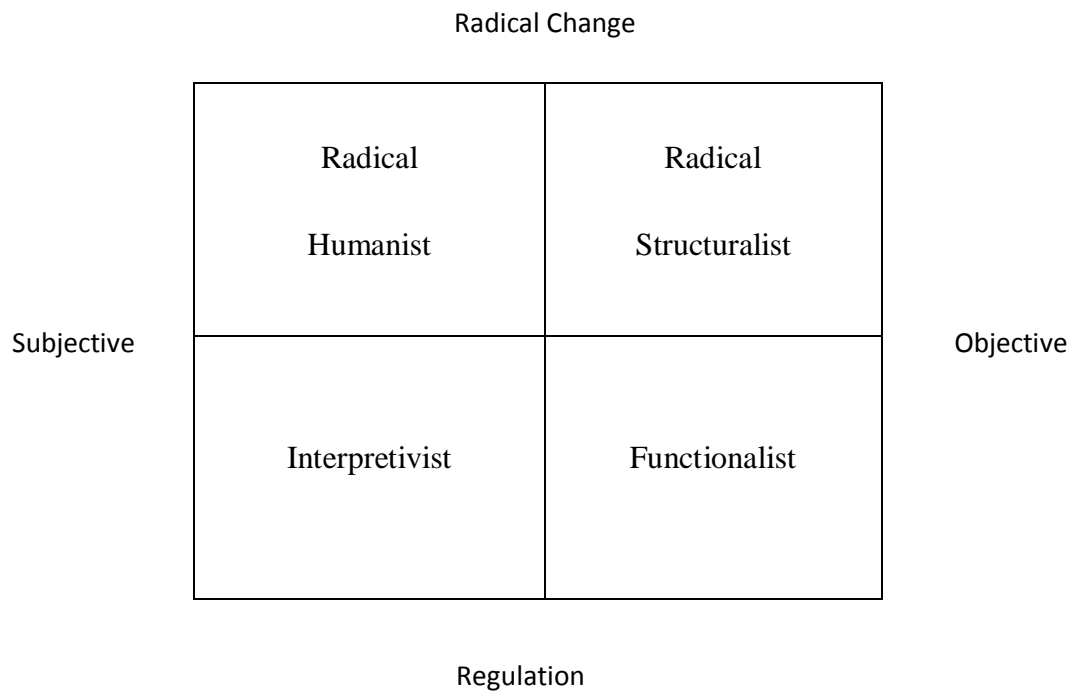 Radical Change
Radical Radical
Humanist Structuralist
Subjective Objective
Interpretivist Functionalist
Regulation